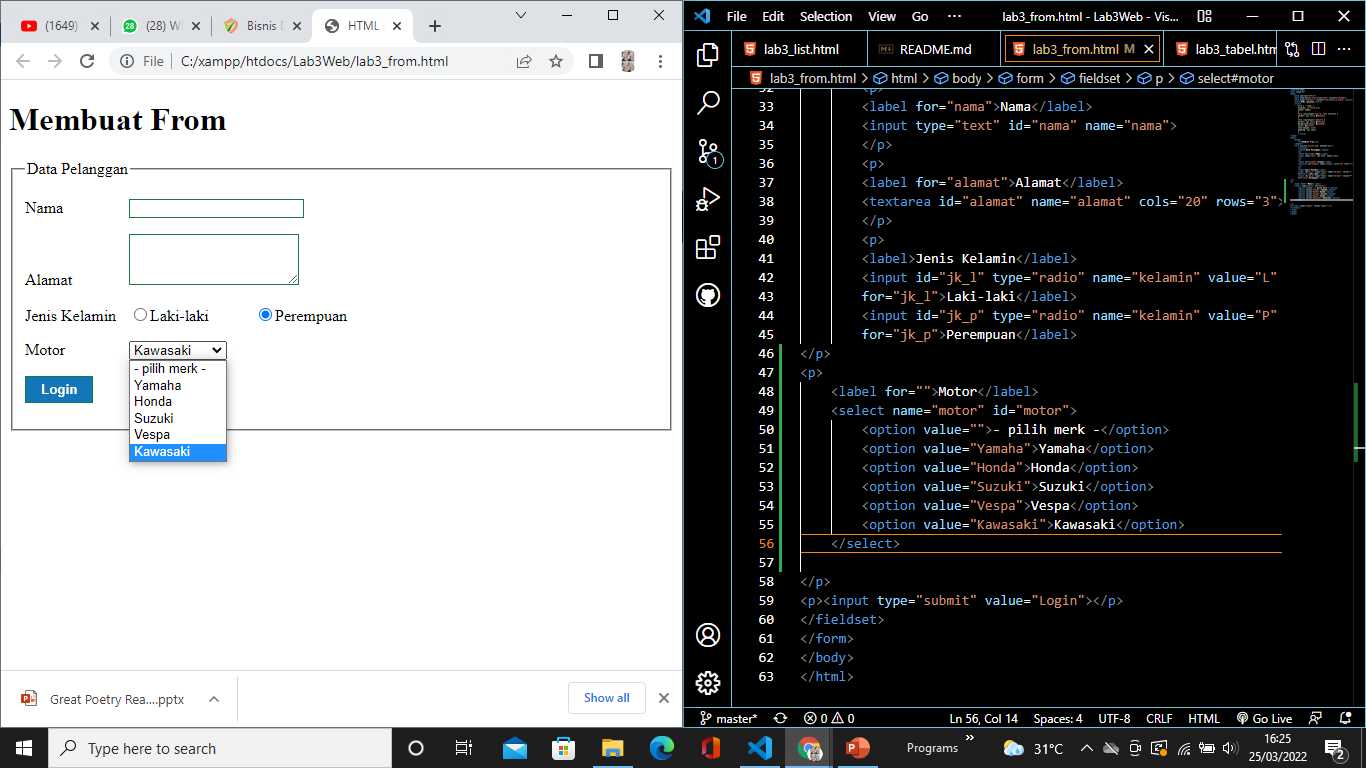 (1649)
28
(28) W
Bisnis D
HTML
File
C:/xampp/htdocs/Lab3Web/lab3_from.html
Membuat From
Data Pelanggan
Nama
Alamat
Jenis Kelamin
Laki-laki
Perempuan
Motor
Kawasaki
- pilih merk -
Yamaha
Honda
Suzuki
Vespa
Kawasaki
Login
Great Poetry Rea....pptx
Show all
File Edit Selection View Go ···
lab3_from.html - Lab3Web - Vis...
lab3_list.html
README.md
lab3_from.html M
lab3_tabel.htm
lab3_from.html > html > body > form > fieldset > p > select#motor
32 <p>
33 <label for="nama">Nama</label>
34 <input type="text" id="nama" name="nama">
35 </p>
36 <p>
37 <label for="alamat">Alamat</label>
38 <textarea id="alamat" name="alamat" cols="20" rows="3">
39 </p>
40 <p>
41 <label>Jenis Kelamin</label>
42 <input id="jk_l" type="radio" name="kelamin" value="L"
43 for="jk_l">Laki-laki</label>
44 <input id="jk_p" type="radio" name="kelamin" value="P"
45 for="jk_p">Perempuan</label>
46 </p>
47 <p>
48 <label for="">Motor</label>
49 <select name="motor" id="motor">
50 <option value="">- pilih merk -</option>
51 <option value="Yamaha">Yamaha</option>
52 <option value="Honda">Honda</option>
53 <option value="Suzuki">Suzuki</option>
54 <option value="Vespa">Vespa</option>
55 <option value="Kawasaki">Kawasaki</option>
56 </select>
57
58 </p>
59 <p><input type="submit" value="Login"></p>
60 </fieldset>
61 </form>
62 </body>
63 </html>
1
master*
0
0
Ln 56, Col 14
Spaces: 4
UTF-8
CRLF
HTML
Go Live
Type here to search
Programs
»
31°C
16:25
25/03/2022
2